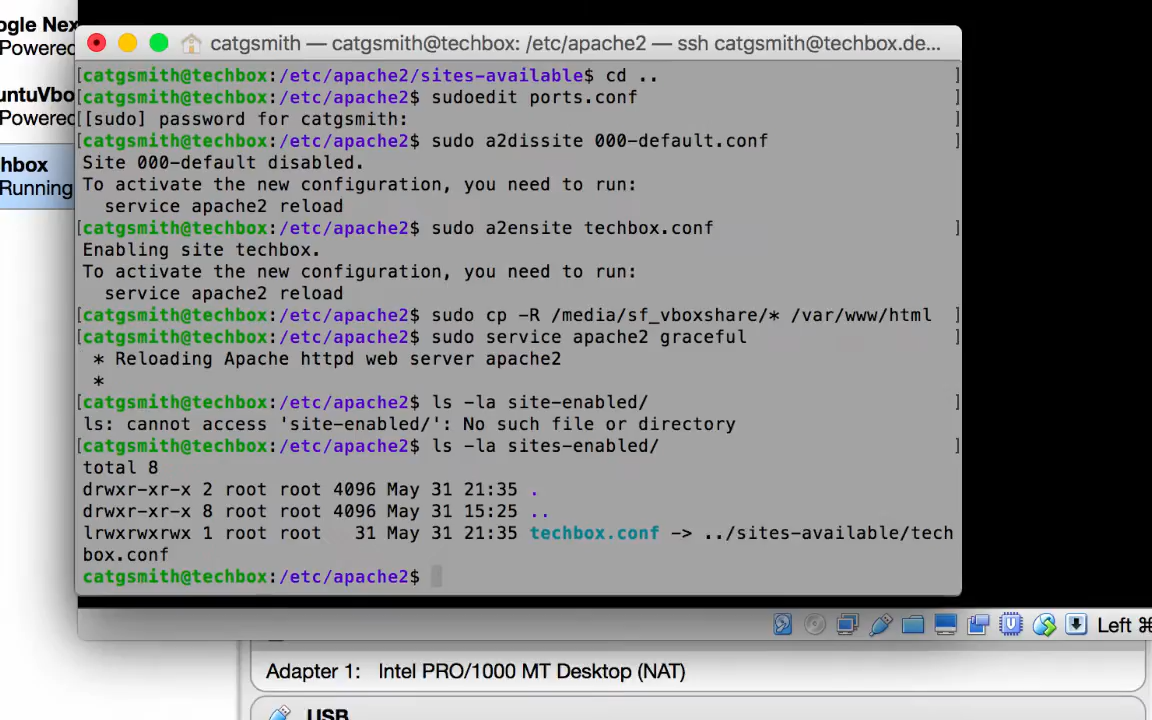 ogle Nex
Powered
untuVbo
Powered
hbox
Running
catgsmith — catgsmith@techbox: /etc/apache2 — ssh catgsmith@techbox.de...
[catgsmith@techbox:/etc/apache2/sites-available$ cd .. ]
[catgsmith@techbox:/etc/apache2$ sudoedit ports.conf ]
[[sudo] password for catgsmith: ]
[catgsmith@techbox:/etc/apache2$ sudo a2dissite 000-default.conf ]
Site 000-default disabled.
To activate the new configuration, you need to run:
  service apache2 reload
[catgsmith@techbox:/etc/apache2$ sudo a2ensite techbox.conf ]
Enabling site techbox.
To activate the new configuration, you need to run:
  service apache2 reload
[catgsmith@techbox:/etc/apache2$ sudo cp -R /media/sf_vboxshare/* /var/www/html ]
[catgsmith@techbox:/etc/apache2$ sudo service apache2 graceful ]
 * Reloading Apache httpd web server apache2
 *
[catgsmith@techbox:/etc/apache2$ ls -la site-enabled/ ]
ls: cannot access 'site-enabled/': No such file or directory
[catgsmith@techbox:/etc/apache2$ ls -la sites-enabled/ ]
total 8
drwxr-xr-x 2 root root 4096 May 31 21:35 .
drwxr-xr-x 8 root root 4096 May 31 15:25 ..
lrwxrwxrwx 1 root root   31 May 31 21:35 techbox.conf -> ../sites-available/tech
box.conf
catgsmith@techbox:/etc/apache2$
Left ⌘
Adapter 1: Intel PRO/1000 MT Desktop (NAT)
USB